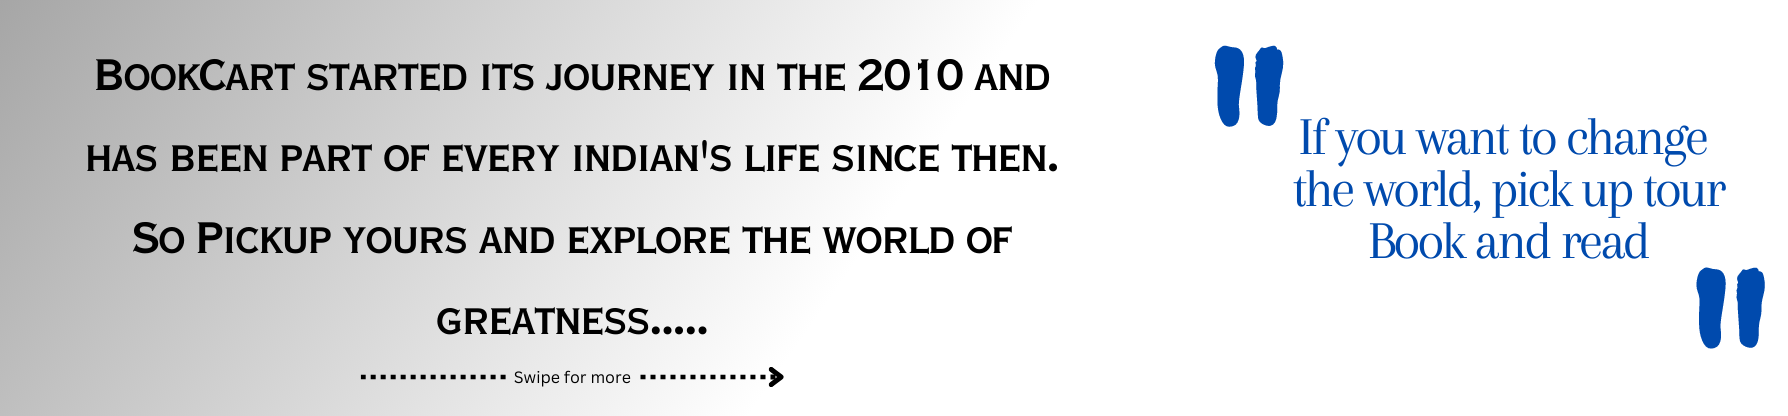 BookCart started its journey in the 2010 and
has been part of every Indian's life since then.
So Pickup yours and explore the world of
greatness.....
Swipe for more
"If you want to change
the world, pick up tour
Book and read"